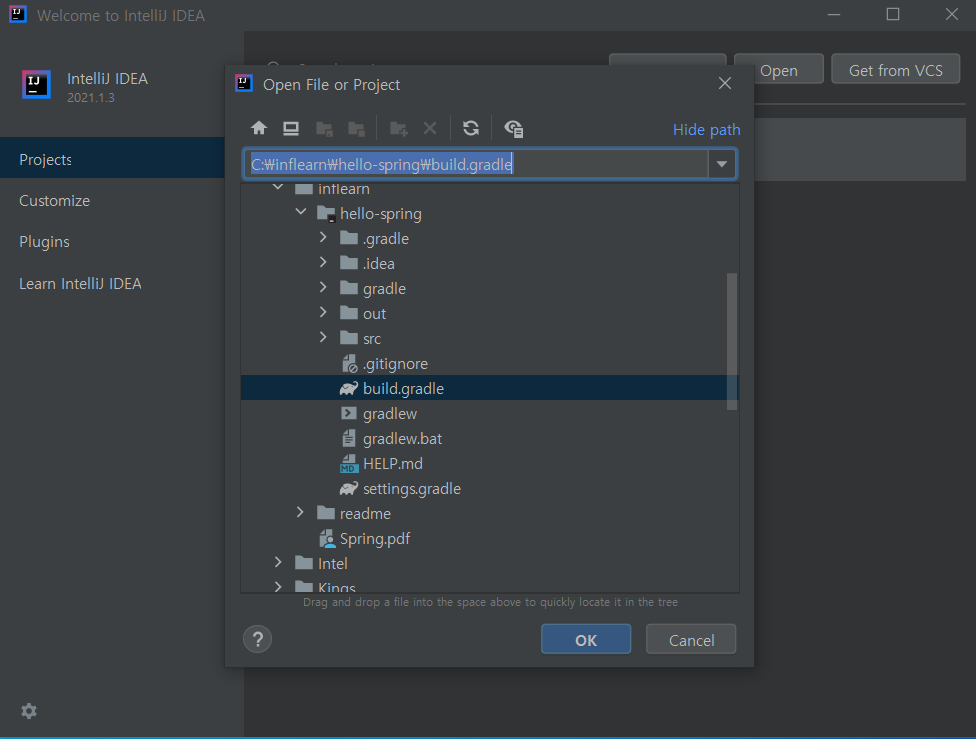 Welcome to IntelliJ IDEA
IntelliJ IDEA
2021.1.3
Projects
Customize
Plugins
Learn IntelliJ IDEA
Open
Get from VCS
Open File or Project
Hide path
C:₩inflearn₩hello-spring₩build.gradle
inflearn
hello-spring
.gradle
.idea
gradle
out
src
.gitignore
build.gradle
gradlew
gradlew.bat
HELP.md
settings.gradle
readme
Spring.pdf
Intel
Kings
Drag and drop a file into the space above to quickly locate it in the tree
?
OK
Cancel